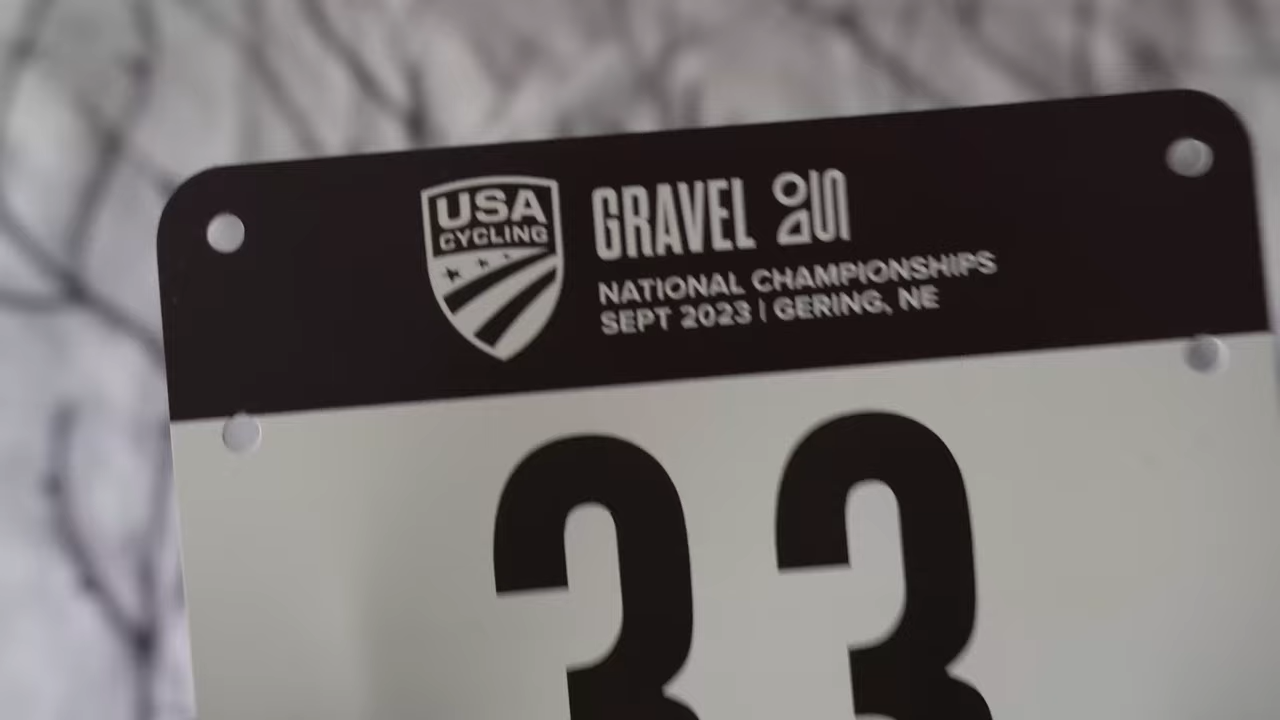 USA
CYCLING
GRAVEL
NATIONAL CHAMPIONSHIPS
SEPT 2023 | GERING, NE
33